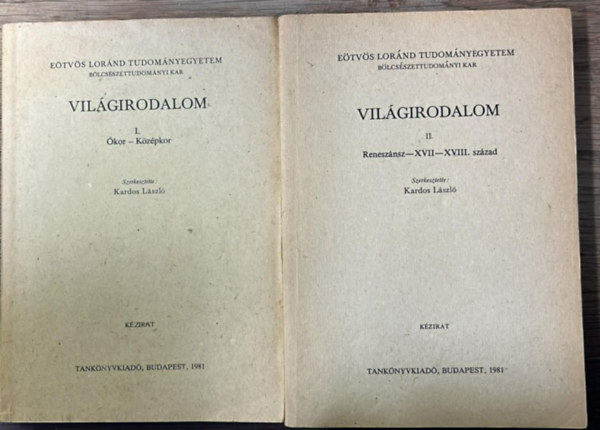 EÖTVÖS LORÁND TUDOMÁNYEGYETEM
BÖLCSÉSZETTUDOMÁNYI KAR
VILÁGIRODALOM
I.
Ókor – Középkor
Szerkesztette:
Kardos László
KÉZIRAT
TANKÖNYVKIADÓ, BUDAPEST, 1981
EÖTVÖS LORÁND TUDOMÁNYEGYETEM
BÖLCSÉSZETTUDOMÁNYI KAR
VILÁGIRODALOM
II.
Reneszánsz—XVII—XVIII. század
Szerkesztette:
Kardos László
KÉZIRAT
TANKÖNYVKIADÓ, BUDAPEST, 1981